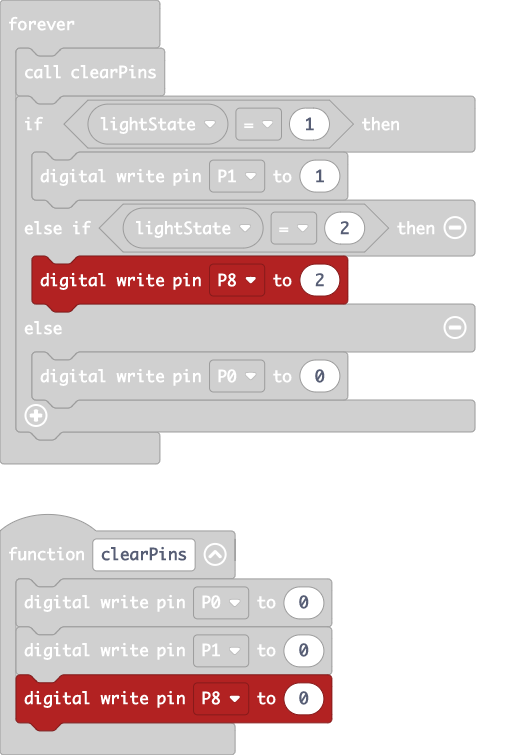 forever
call clearPins
if lightState = 1 then
digital write pin P1 to 1
else if lightState = 2 then
digital write pin P8 to 2
else
digital write pin P0 to 0
function clearPins
digital write pin P0 to 0
digital write pin P1 to 0
digital write pin P8 to 0